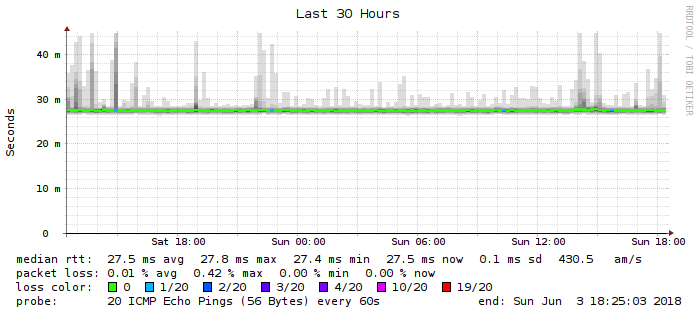 Last 30 Hours
RRDTOOL / TOBI OETIKER
Seconds
40 m
30 m
20 m
10 m
0
Sat 18:00 Sun 00:00 Sun 06:00 Sun 12:00 Sun 18:00
median rtt: 27.5 ms avg 27.8 ms max 27.4 ms min 27.5 ms now 0.1 ms sd 430.5 am/s
packet loss: 0.01 % avg 0.42 % max 0.00 % min 0.00 % now
loss color: 0 1/20 2/20 3/20 4/20 10/20 19/20
probe: 20 ICMP Echo Pings (56 Bytes) every 60s end: Sun Jun 3 18:25:03 2018